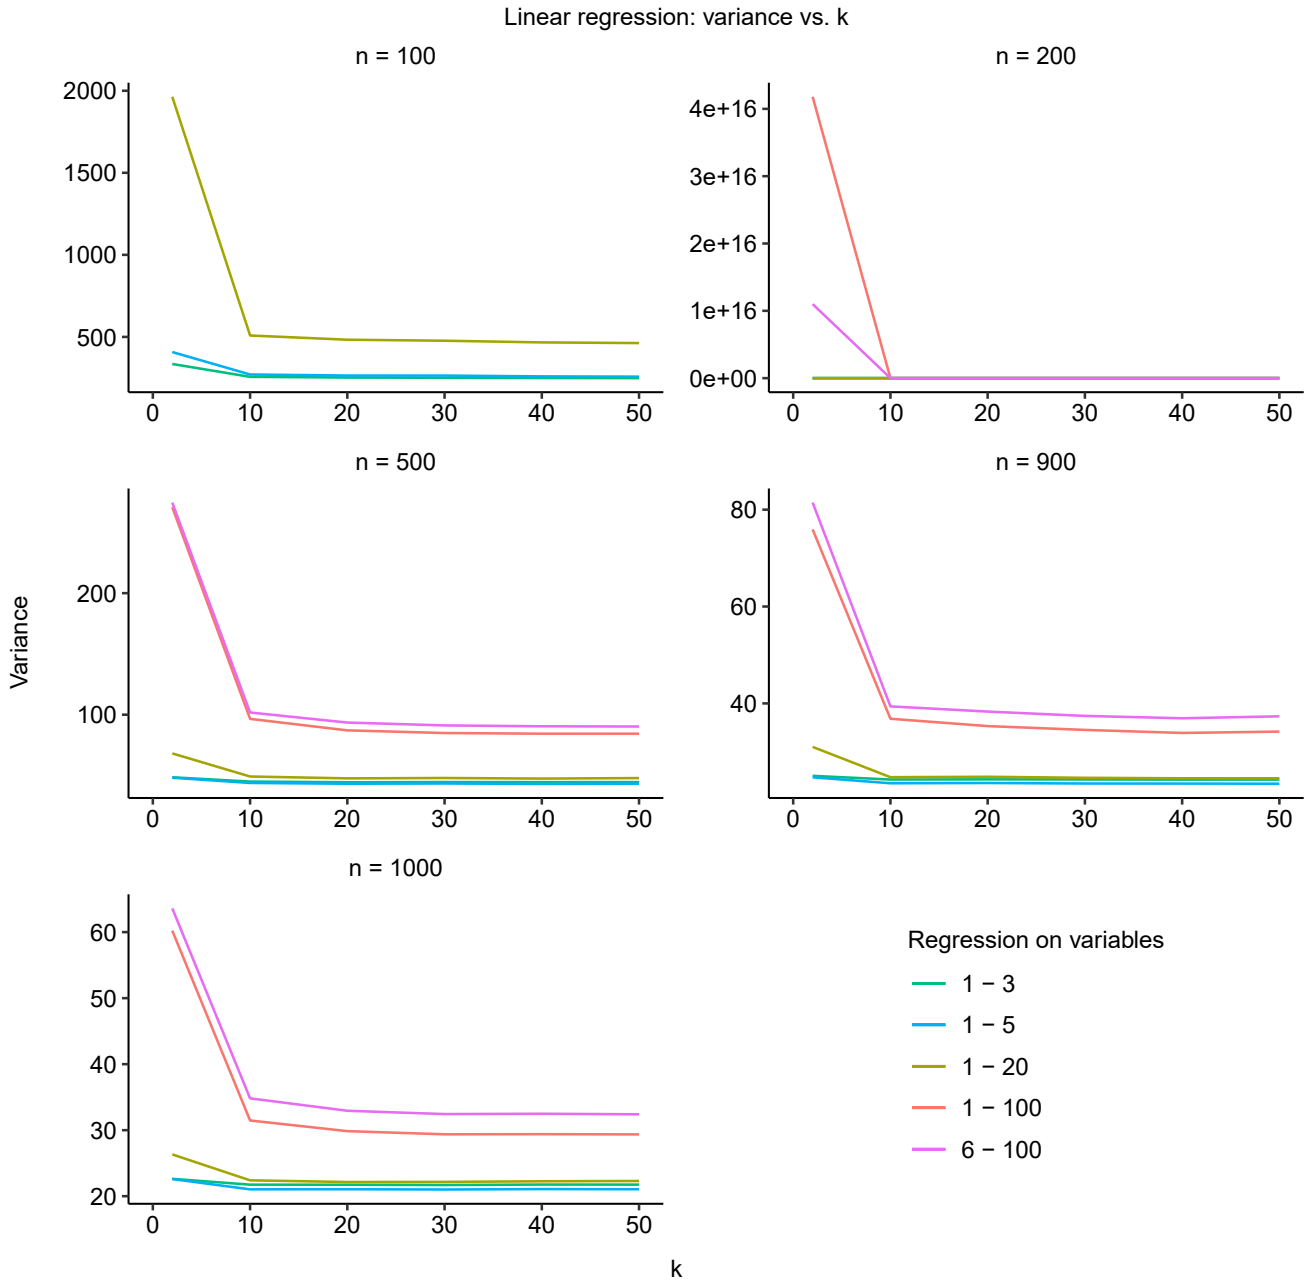 Linear regression: variance vs. k
n = 100
2000
1500
1000
500
0 10 20 30 40 50
n = 200
4e+16
3e+16
2e+16
1e+16
0e+00
0 10 20 30 40 50
n = 500
200
100
0 10 20 30 40 50
n = 900
80
60
40
0 10 20 30 40 50
Variance
n = 1000
60
50
40
30
20
0 10 20 30 40 50
Regression on variables
1 − 3
1 − 5
1 − 20
1 − 100
6 − 100
k